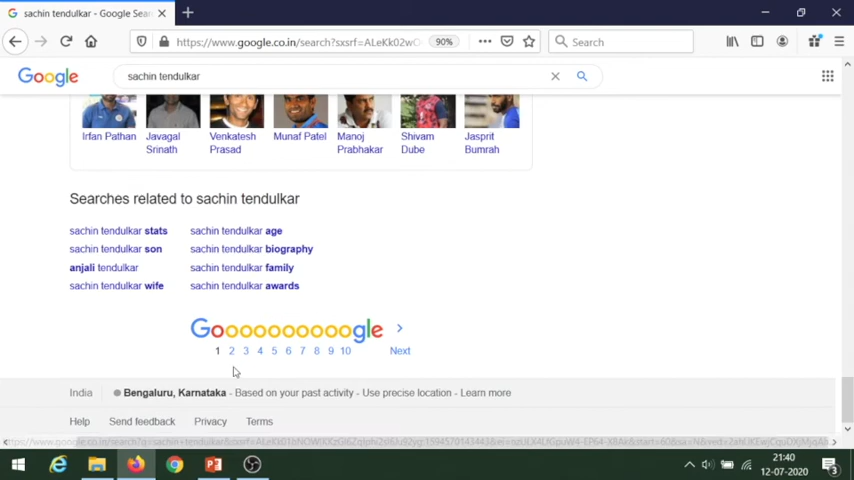 sachin tendulkar - Google Sear
https://www.google.co.in/search?sxsrf=ALeKk02wO 90% Search
Google sachin tendulkar
Irfan Pathan Javagal Srinath Venkatesh Prasad Munaf Patel Manoj Prabhakar Shivam Dube Jasprit Bumrah
Searches related to sachin tendulkar
sachin tendulkar stats sachin tendulkar age
sachin tendulkar son sachin tendulkar biography
anjali tendulkar sachin tendulkar family
sachin tendulkar wife sachin tendulkar awards
Goooooooooogle
1 2 3 4 5 6 7 8 9 10 Next
India Bengaluru, Karnataka - Based on your past activity - Use precise location - Learn more
Help Send feedback Privacy Terms
21:40
12-07-2020
3